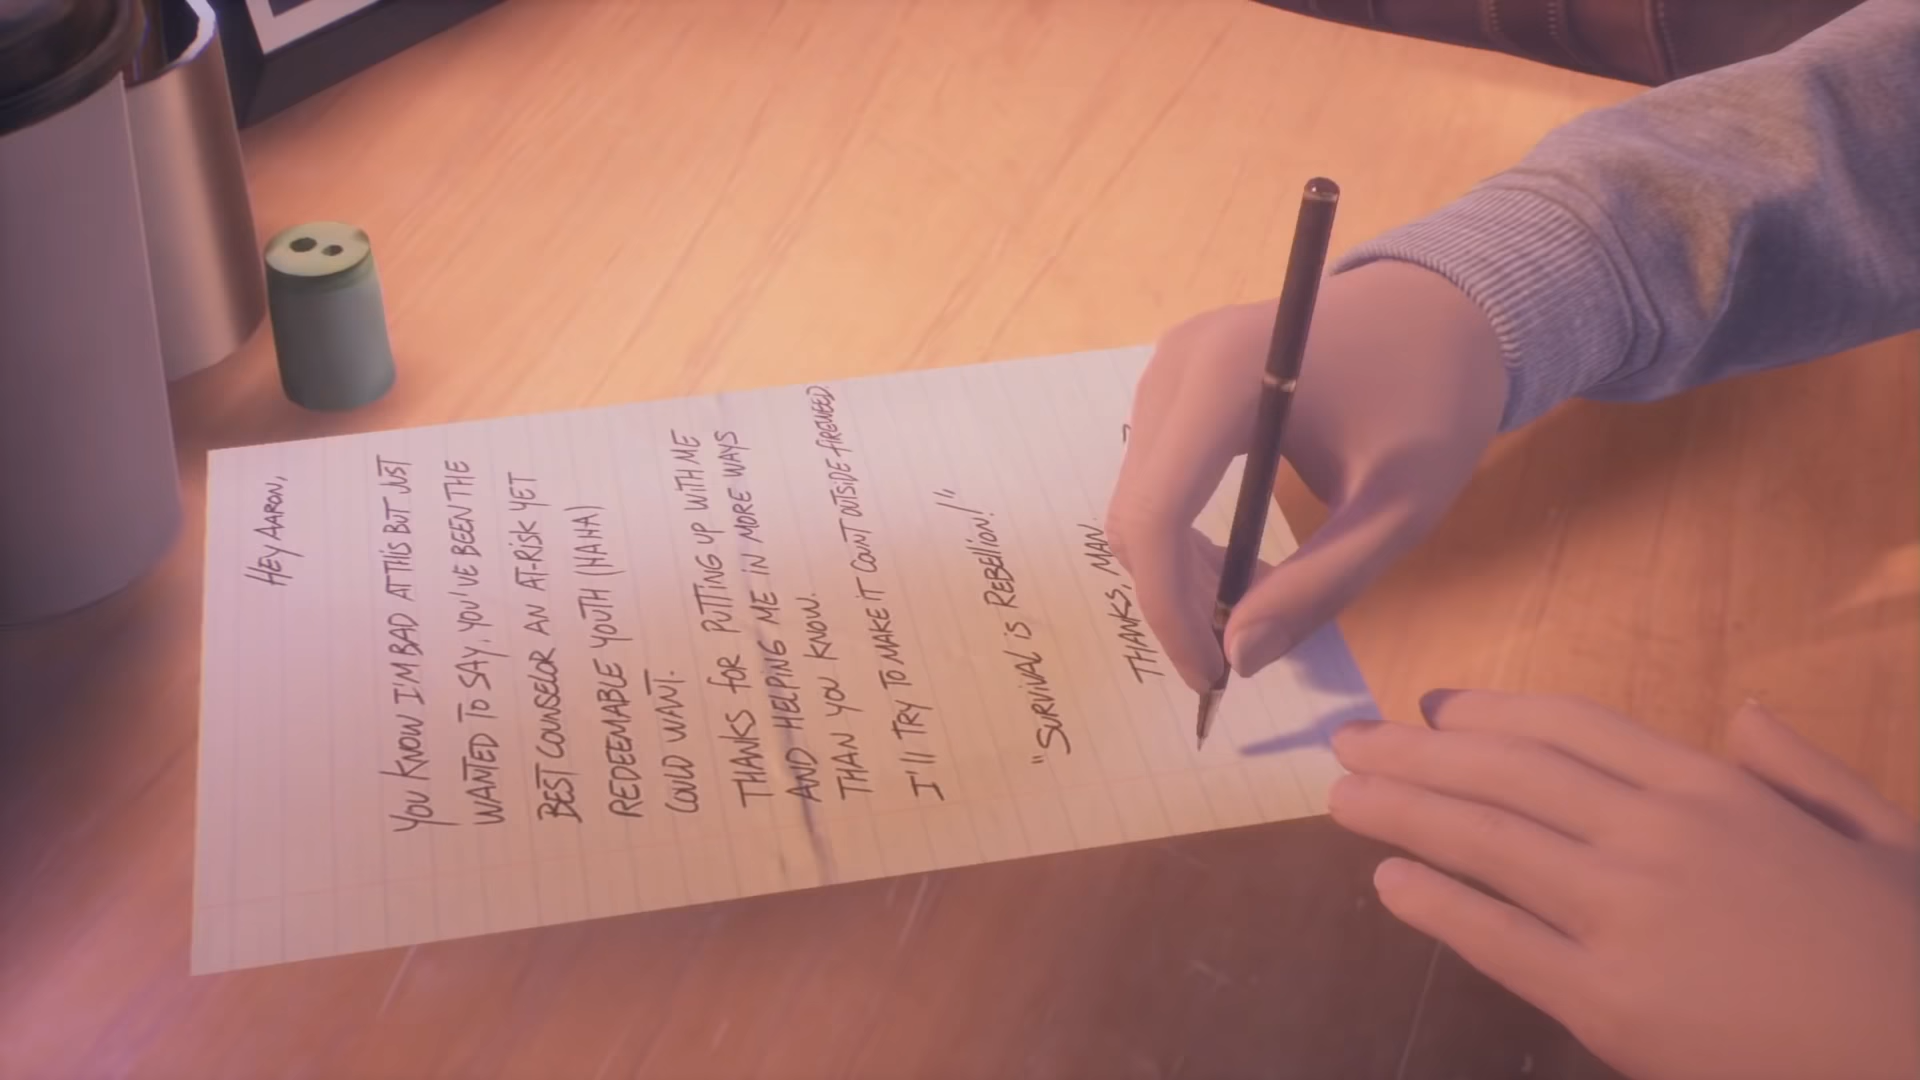 HEY AARON,
YOU KNOW I'M BAD AT THIS BUT JUST
WANTED TO SAY, YOU'VE BEEN THE
BEST COUNSELOR AN AT-RISK YET
REDEEMABLE YOUTH (HAHA)
COULD WANT.
THANKS FOR PUTTING UP WITH ME
AND HELPING ME IN MORE WAYS
THAN YOU KNOW.
I'll TRY TO MAKE IT COUNT OUTSIDE FIREWEED.
"SURVIVAL iS REBELLION!"
THANKS, MAN.